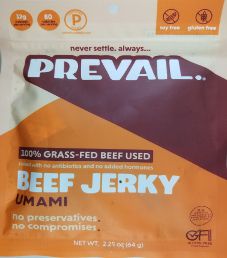 12g
60
P
soy free
gluten free
never settle. always...
PREVAIL.
100% GRASS-FED BEEF USED
raised with no antibiotics and no added hormones
BEEF JERKY
UMAMI
no preservatives.
no compromises.
NET WT. 2.25 oz (64 g)